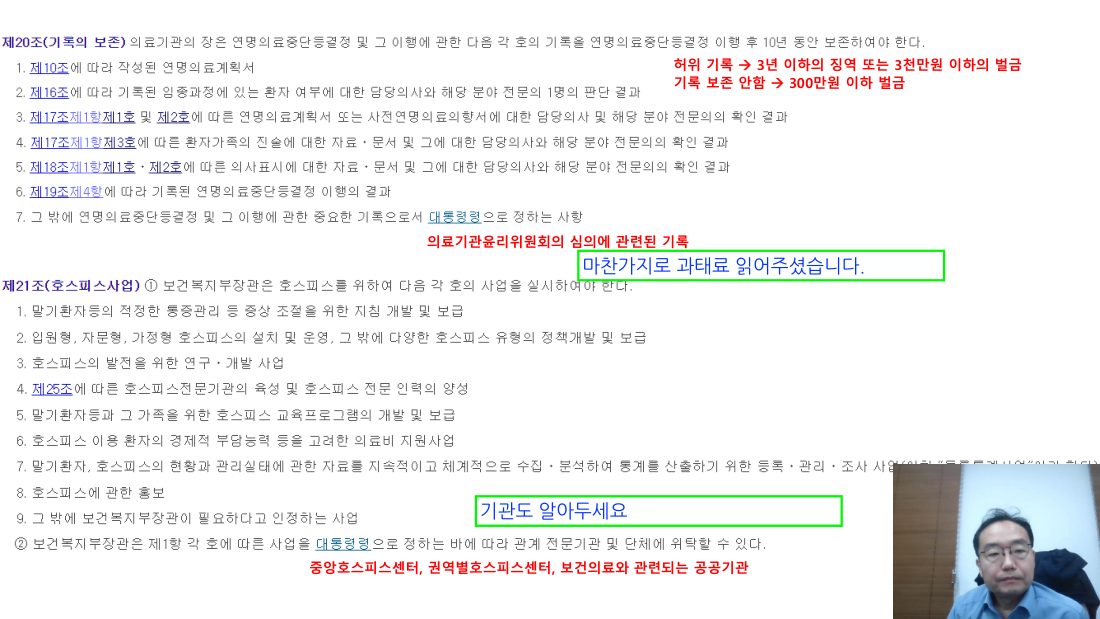 제20조(기록의 보존) 의료기관의 장은 연명의료중단등결정 및 그 이행에 관한 다음 각 호의 기록을 연명의료중단등결정 이행 후 10년 동안 보존하여야 한다.
허위 기록 → 3년 이하의 징역 또는 3천만원 이하의 벌금
1. 제10조에 따라 작성된 연명의료계획서
기록 보존 안함 → 300만원 이하 벌금
2. 제16조에 따라 기록된 임종과정에 있는 환자 여부에 대한 담당의사와 해당 분야 전문의 1명의 판단 결과
3. 제17조제1항제1호 및 제2호에 따른 연명의료계획서 또는 사전연명의료의향서에 대한 담당의사 및 해당 분야 전문의의 확인 결과
4. 제17조제1항제3호에 따른 환자가족의 진술에 대한 자료ㆍ문서 및 그에 대한 담당의사와 해당 분야 전문의의 확인 결과
5. 제18조제1항제1호ㆍ제2호에 따른 의사표시에 대한 자료ㆍ문서 및 그에 대한 담당의사와 해당 분야 전문의의 확인 결과
6. 제19조제4항에 따라 기록된 연명의료중단등결정 이행의 결과
7. 그 밖에 연명의료중단등결정 및 그 이행에 관한 중요한 기록으로서 대통령령으로 정하는 사항
의료기관윤리위원회의 심의에 관련된 기록
마찬가지로 과태료 읽어주셨습니다.
제21조(호스피스사업) ① 보건복지부장관은 호스피스를 위하여 다음 각 호의 사업을 실시하여야 한다.
1. 말기환자등의 적정한 통증관리 등 증상 조절을 위한 지침 개발 및 보급
2. 입원형, 자문형, 가정형 호스피스의 설치 및 운영, 그 밖에 다양한 호스피스 유형의 정책개발 및 보급
3. 호스피스의 발전을 위한 연구ㆍ개발 사업
4. 제25조에 따른 호스피스전문기관의 육성 및 호스피스 전문 인력의 양성
5. 말기환자등과 그 가족을 위한 호스피스 교육프로그램의 개발 및 보급
6. 호스피스 이용 환자의 경제적 부담능력 등을 고려한 의료비 지원사업
7. 말기환자, 호스피스의 현황과 관리실태에 관한 자료를 지속적이고 체계적으로 수집ㆍ분석하여 통계를 산출하기 위한 등록ㆍ관리ㆍ조사 사업
8. 호스피스에 관한 홍보
9. 그 밖에 보건복지부장관이 필요하다고 인정하는 사업
기관도 알아두세요
② 보건복지부장관은 제1항 각 호에 따른 사업을 대통령령으로 정하는 바에 따라 관계 전문기관 및 단체에 위탁할 수 있다.
중앙호스피스센터, 권역별호스피스센터, 보건의료와 관련되는 공공기관